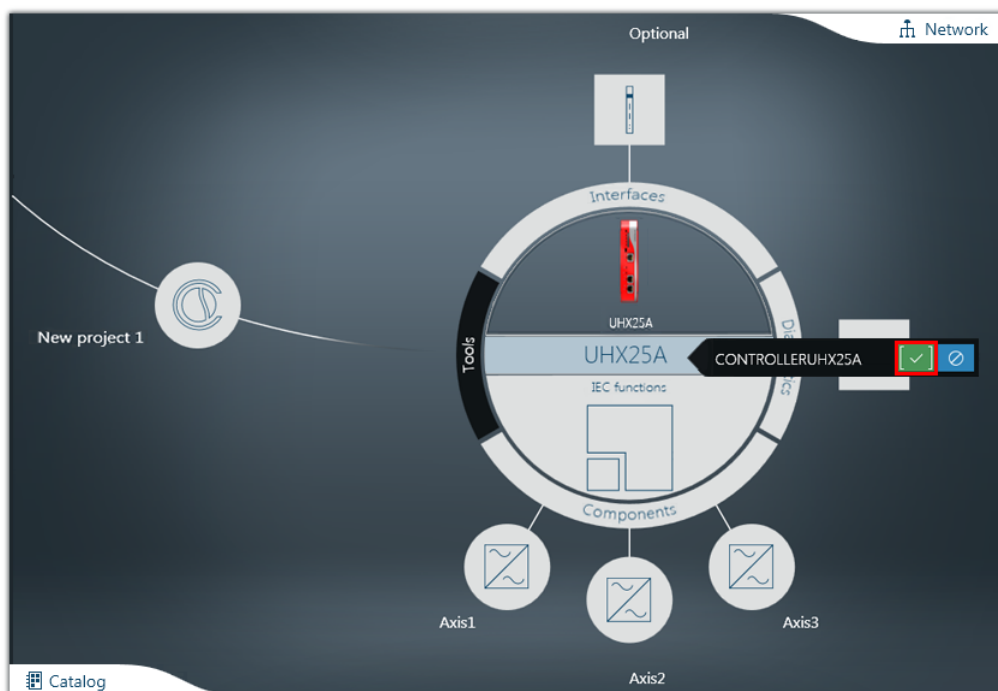 Network
Optional
Interfaces
UHX25A
New project 1
Tools
UHX25A
CONTROLLERUHX25A
IEC functions
Components
Axis1
Axis3
Axis2
Catalog